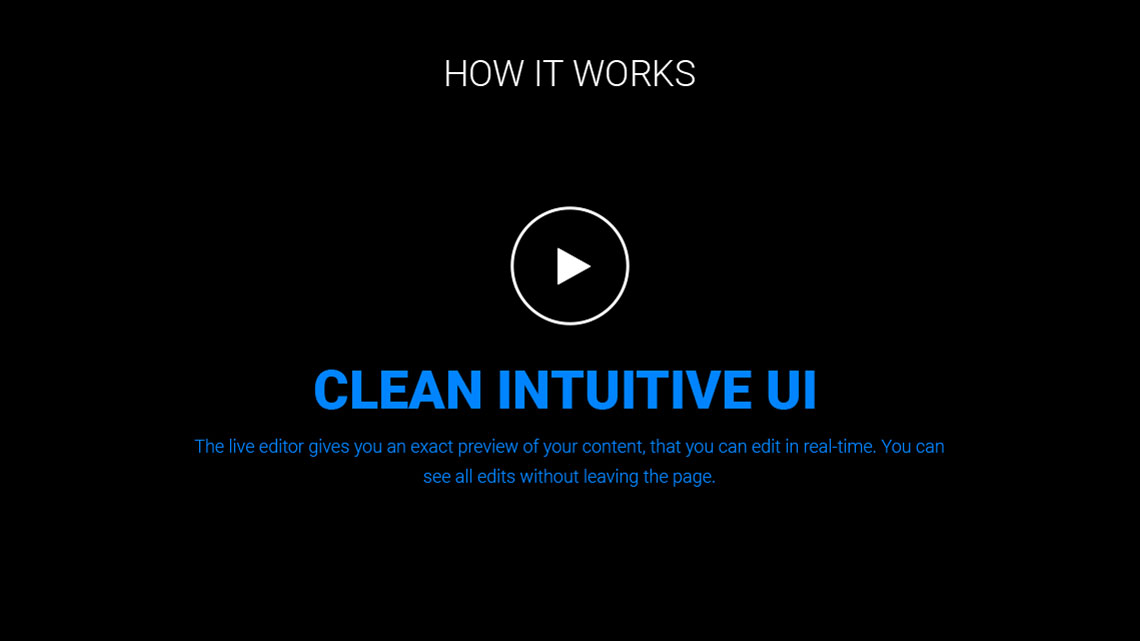 HOW IT WORKS
CLEAN INTUITIVE UI
The live editor gives you an exact preview of your content, that you can edit in real-time. You can
see all edits without leaving the page.